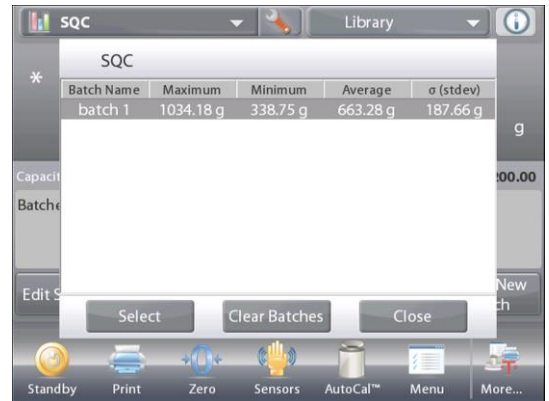 SQC Library
SQC
*
Batch Name Maximum Minimum Average σ (stdev)
batch 1 1034.18 g 338.75 g 663.28 g 187.66 g
g
Capacit 200.00
Batche
Edit S New
ch
Select Clear Batches Close
Standby Print Zero Sensors AutoCal™ Menu More...